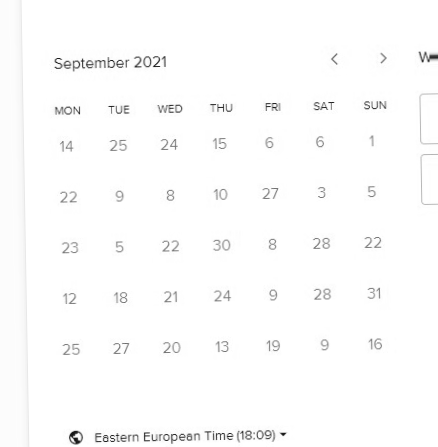 September 2021
MON TUE WED THU FRI SAT SUN
14 25 24 15 6 6 1
22 9 8 10 27 3 5
23 5 22 30 8 28 22
12 18 21 24 9 28 31
25 27 20 13 19 9 16
Eastern European Time (18:09)